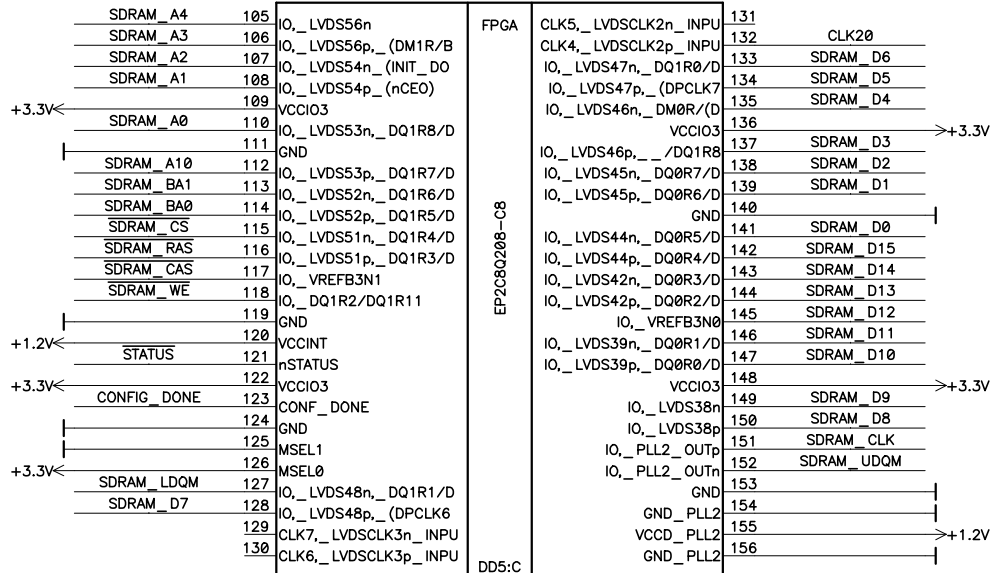 SDRAM_A4 105 IO,_LVDS56n FPGA CLK5,_LVDSCLK2n_INPU 131
SDRAM_A3 106 IO,_LVDS56p,_(DM1R/B CLK4,_LVDSCLK2p_INPU 132 CLK20
SDRAM_A2 107 IO,_LVDS54n_(INIT_DO IO,_LVDS47n,_DQ1R0/D 133 SDRAM_D6
SDRAM_A1 108 IO,_LVDS54p_(nCEO) IO,_LVDS47p,_(DPCLK7 134 SDRAM_D5
+3.3V 109 VCCIO3 IO,_LVDS46n,_DM0R/(D 135 SDRAM_D4
SDRAM_A0 110 IO,_LVDS53n,_DQ1R8/D VCCIO3 136 +3.3V
111 GND IO,_LVDS46p,__/DQ1R8 137 SDRAM_D3
SDRAM_A10 112 IO,_LVDS53p,_DQ1R7/D IO,_LVDS45n,_DQ0R7/D 138 SDRAM_D2
SDRAM_BA1 113 IO,_LVDS52n,_DQ1R6/D IO,_LVDS45p,_DQ0R6/D 139 SDRAM_D1
SDRAM_BA0 114 IO,_LVDS52p,_DQ1R5/D GND 140
SDRAM_CS 115 IO,_LVDS51n,_DQ1R4/D IO,_LVDS44n,_DQ0R5/D 141 SDRAM_D0
SDRAM_RAS 116 IO,_LVDS51p,_DQ1R3/D IO,_LVDS44p,_DQ0R4/D 142 SDRAM_D15
SDRAM_CAS 117 IO,_VREFB3N1 IO,_LVDS42n,_DQ0R3/D 143 SDRAM_D14
SDRAM_WE 118 IO,_DQ1R2/DQ1R11 IO,_LVDS42p,_DQ0R2/D 144 SDRAM_D13
119 GND IO,_VREFB3N0 145 SDRAM_D12
+1.2V 120 VCCINT IO,_LVDS39n,_DQ0R1/D 146 SDRAM_D11
STATUS 121 nSTATUS IO,_LVDS39p,_DQ0R0/D 147 SDRAM_D10
+3.3V 122 VCCIO3 VCCIO3 148 +3.3V
CONFIG_DONE 123 CONF_DONE IO,_LVDS38n 149 SDRAM_D9
124 GND IO,_LVDS38p 150 SDRAM_D8
125 MSEL1 IO,_PLL2_OUTp 151 SDRAM_CLK
+3.3V 126 MSEL0 IO,_PLL2_OUTn 152 SDRAM_UDQM
SDRAM_LDQM 127 IO,_LVDS48n,_DQ1R1/D GND 153
SDRAM_D7 128 IO,_LVDS48p,_(DPCLK6 GND_PLL2 154
129 CLK7,_LVDSCLK3n_INPU VCCD_PLL2 155 +1.2V
130 CLK6,_LVDSCLK3p_INPU GND_PLL2 156
EP2C8Q208-C8
DD5:C